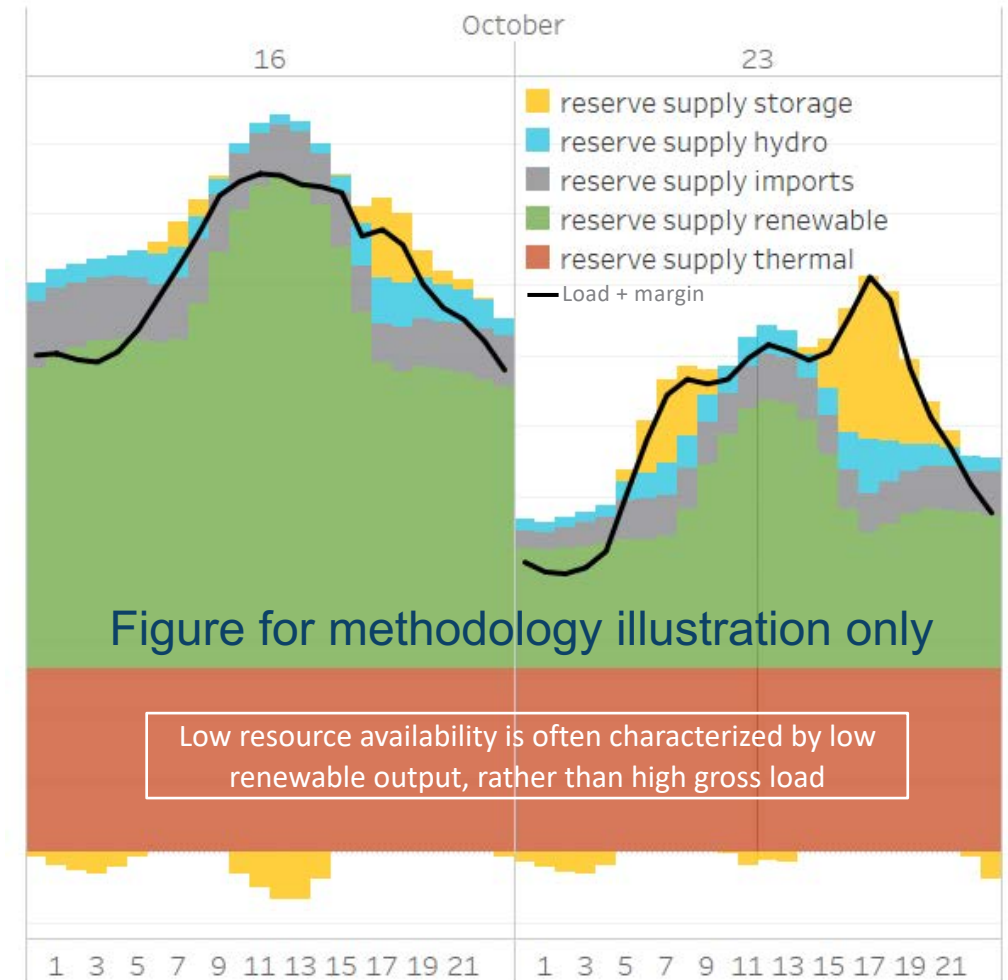 October
16
23
reserve supply storage
reserve supply hydro
reserve supply imports
reserve supply renewable
reserve supply thermal
Load + margin
Figure for methodology illustration only
Low resource availability is often characterized by low
renewable output, rather than high gross load
1 3 5 7 9 11 13 15 17 19 21
1 3 5 7 9 11 13 15 17 19 21